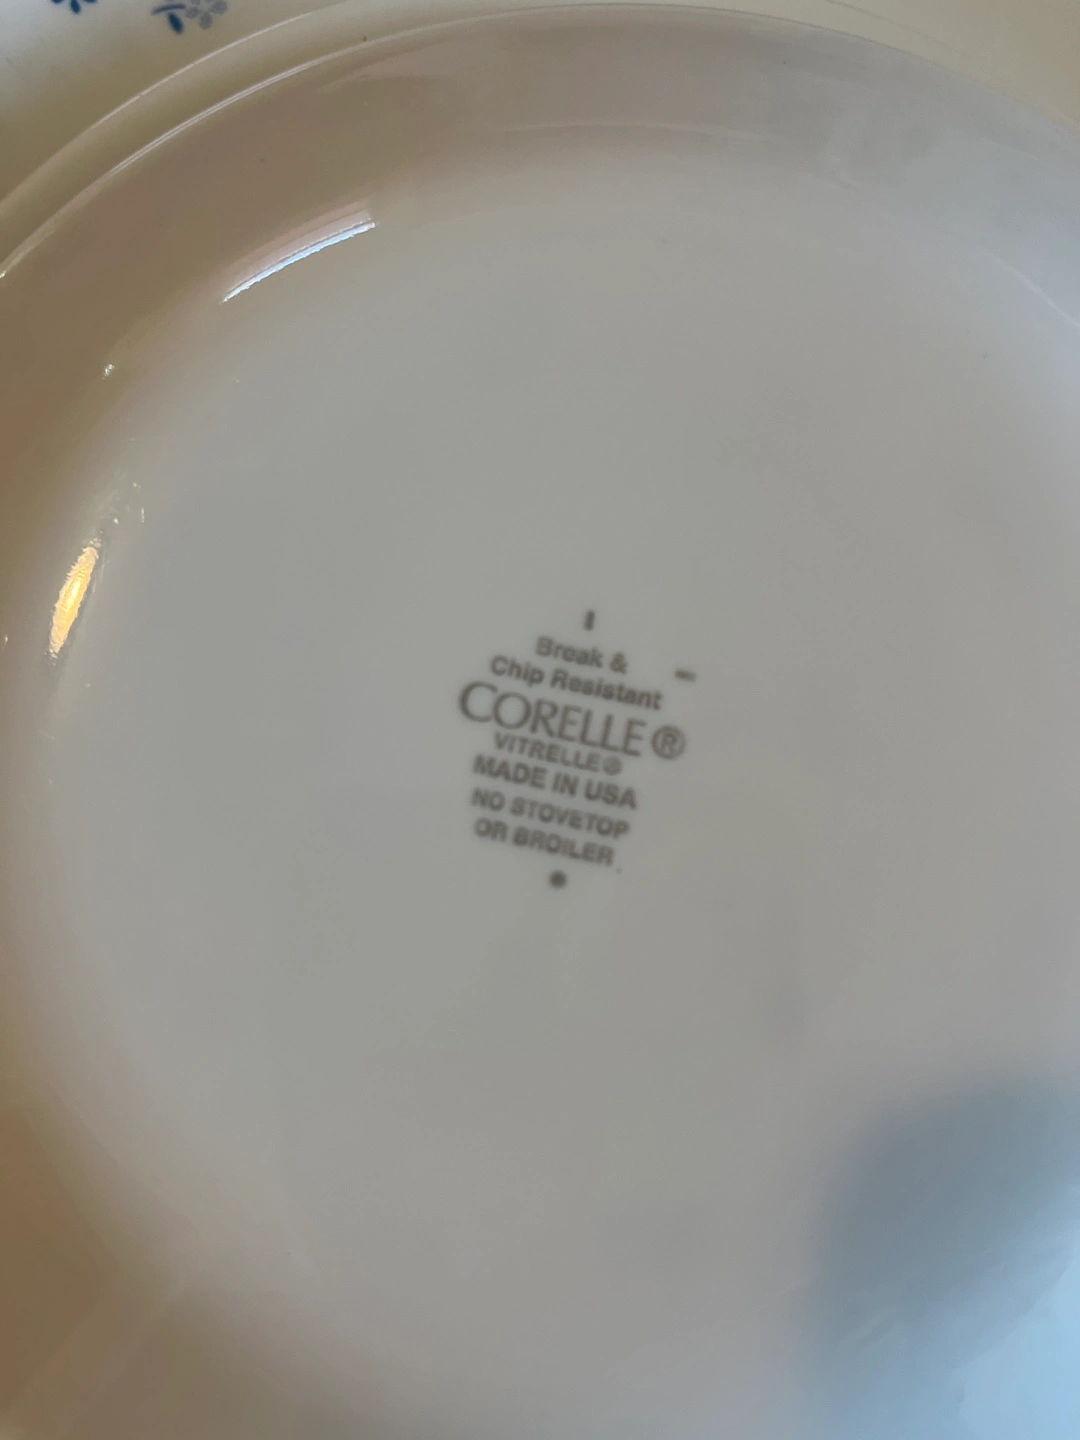 Break &
Chip Resistant
CORELLE®
VITRELLE®
MADE IN USA
NO STOVETOP
OR BROILER